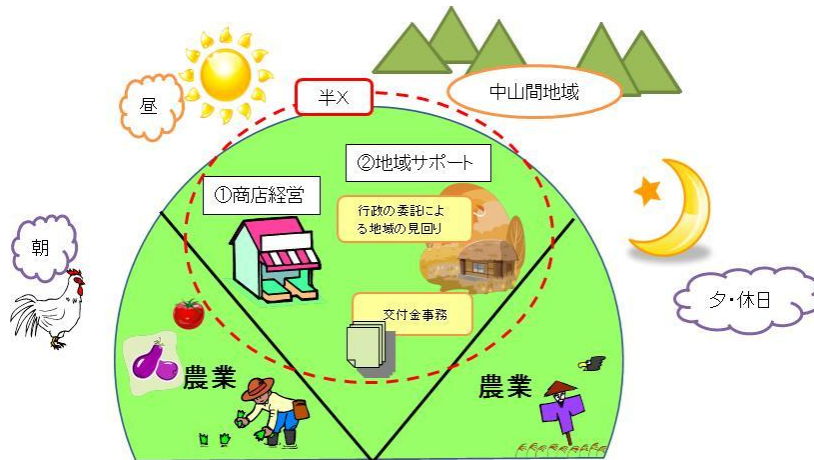 半X
中山間地域
昼
②地域サポート
①商店経営
行政の委託によ
る地域の見回り
朝
夕・休日
交付金事務
農業
農業